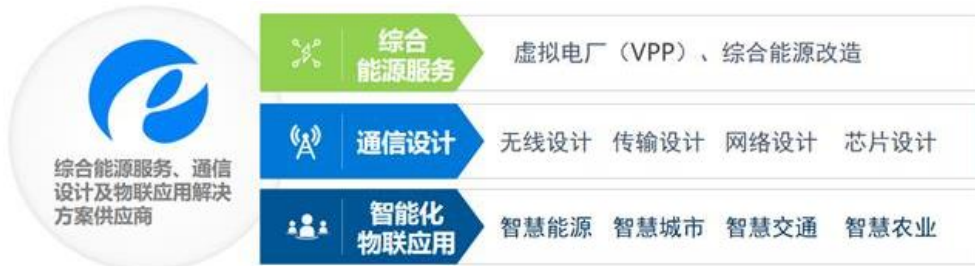 综合能源服务、通信
设计及物联应用解决
方案供应商
综合
能源服务
虚拟电厂（VPP）、综合能源改造
通信设计
无线设计 传输设计 网络设计 芯片设计
智能化
物联应用
智慧能源 智慧城市 智慧交通 智慧农业